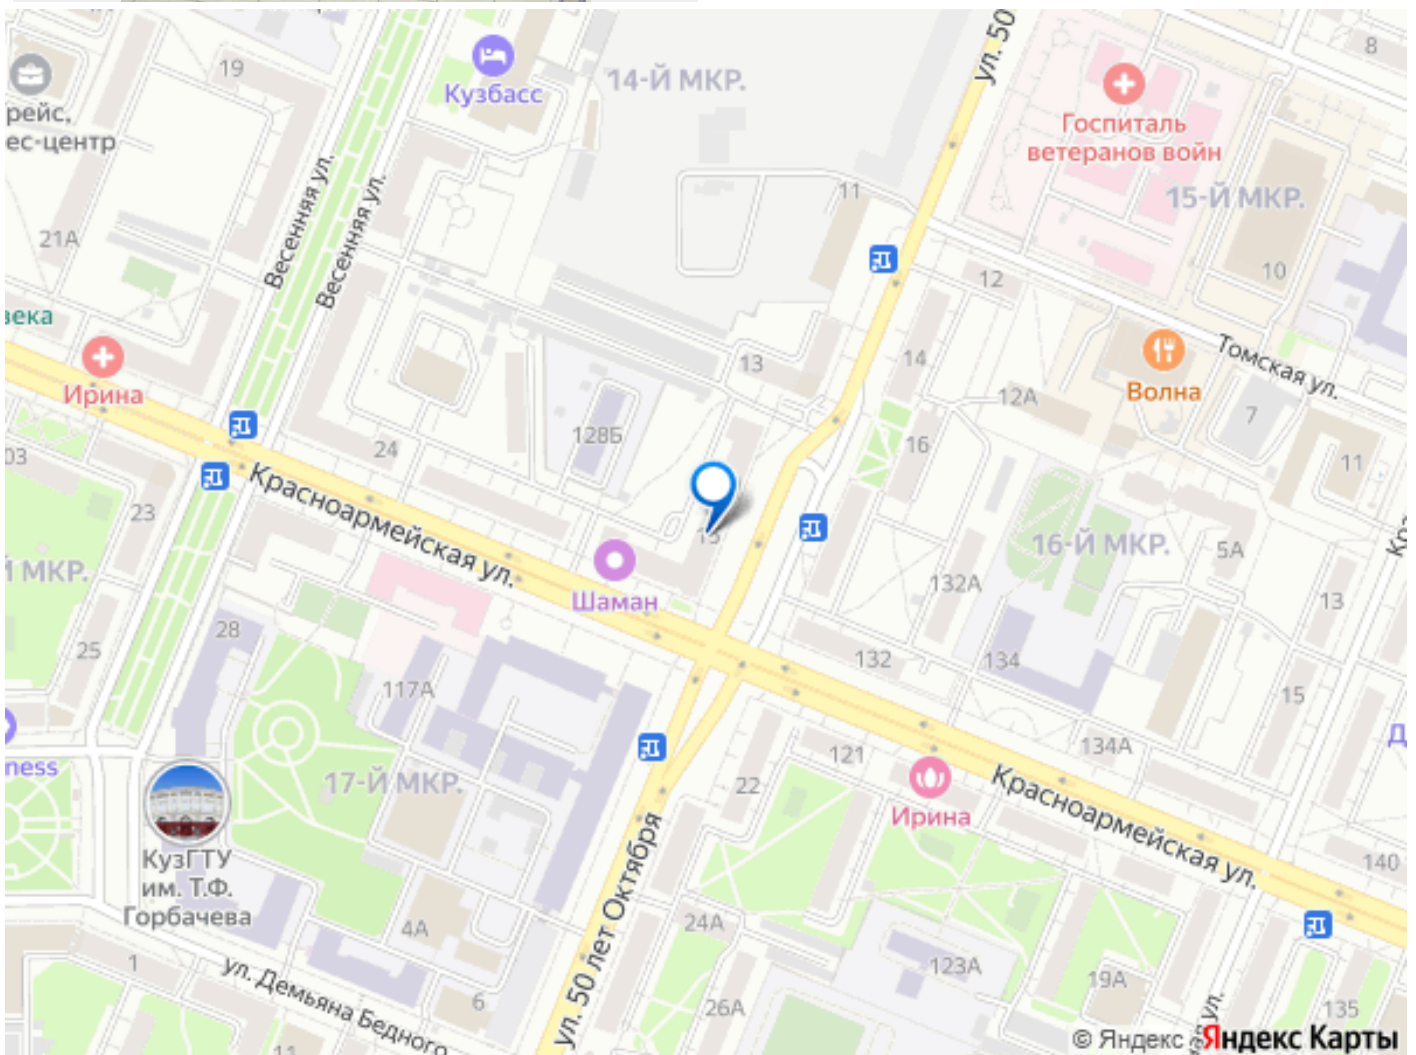 19
Кузбасс
14-Й МКР.
ул. 50
8
Госпиталь
ветеранов войн
15-Й МКР.
рейс,
ес-центр
11
21А
Весенняя ул.
Весенняя ул.
12
10
века
Ирина
13
14
12А
Волна
Томская ул.
7
24
128Б
16
11
03
23
Красноармейская ул.
15
16-Й МКР.
5А
Шаман
132А
13
28
25
132
134
117А
15
134А
121
17-Й МКР.
22
Ирина
Красноармейская ул.
ness
КузГТУ
им. Т.Ф.
Горбачева
140
4А
24А
ул. 50 лет Октября
123А
19А
1
ул. Демьяна Бедного
6
26А
135
11
© Яндекс
Яндекс Карты